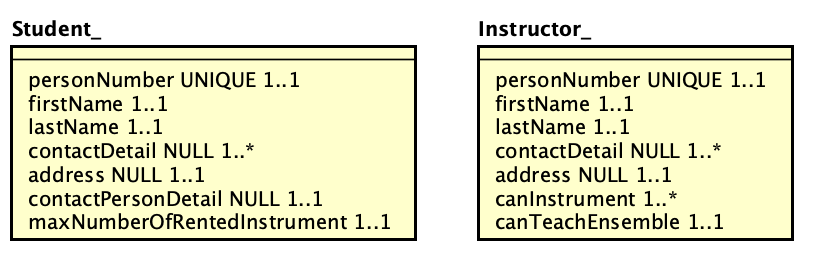 Student_
personNumber UNIQUE 1..1
firstName 1..1
lastName 1..1
contactDetail NULL 1..*
address NULL 1..1
contactPersonDetail NULL 1..1
maxNumberOfRentedInstrument 1..1
Instructor_
personNumber UNIQUE 1..1
firstName 1..1
lastName 1..1
contactDetail NULL 1..*
address NULL 1..1
canInstrument 1..*
canTeachEnsemble 1..1